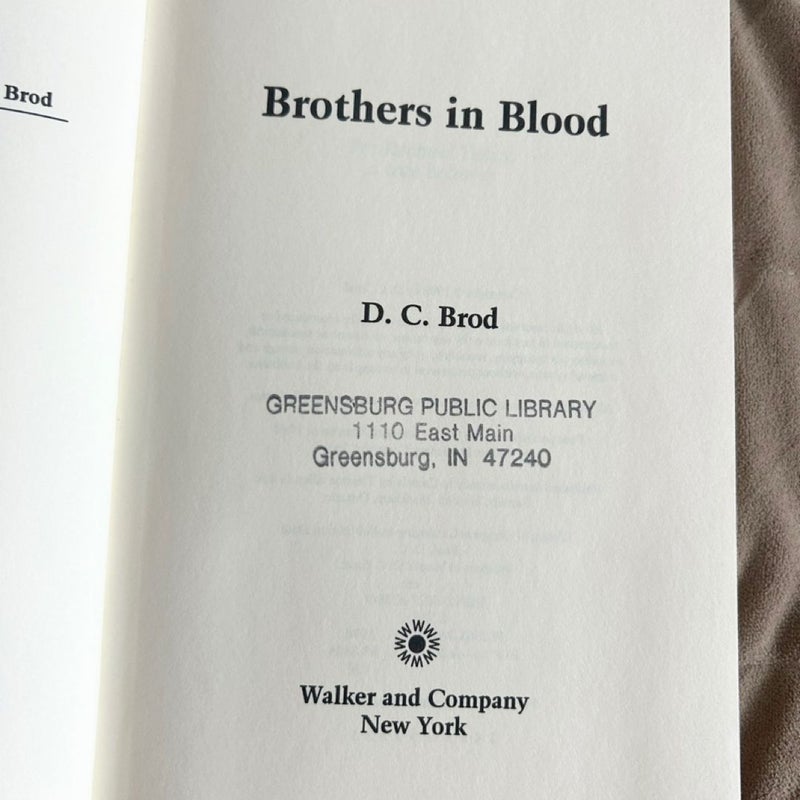 Brod
Brothers in Blood
D. C. Brod
GREENSBURG PUBLIC LIBRARY
1110 East Main
Greensburg, IN 47240
Walker and Company
New York